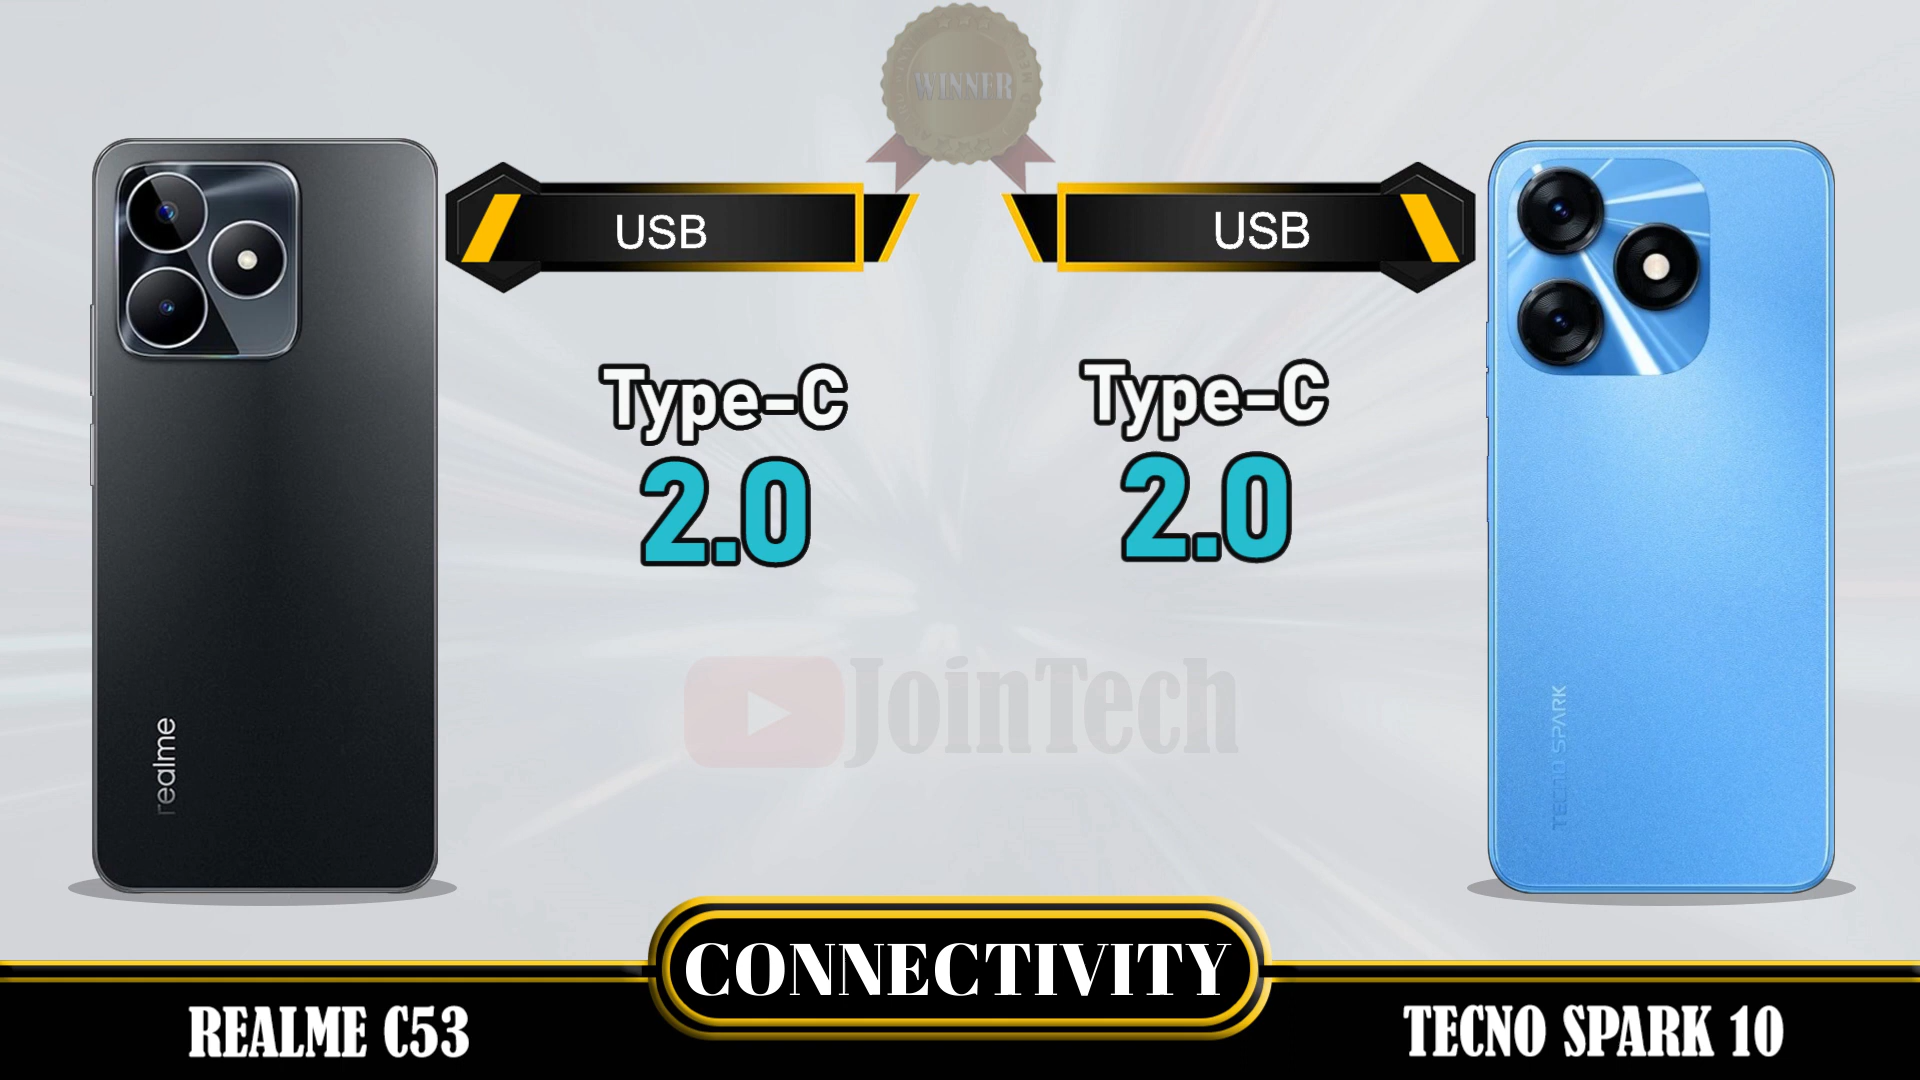 WINNER
USB
USB
Type-C
2.0
Type-C
2.0
JoinTech
realme
TECNO SPARK
CONNECTIVITY
REALME C53
TECNO SPARK 10